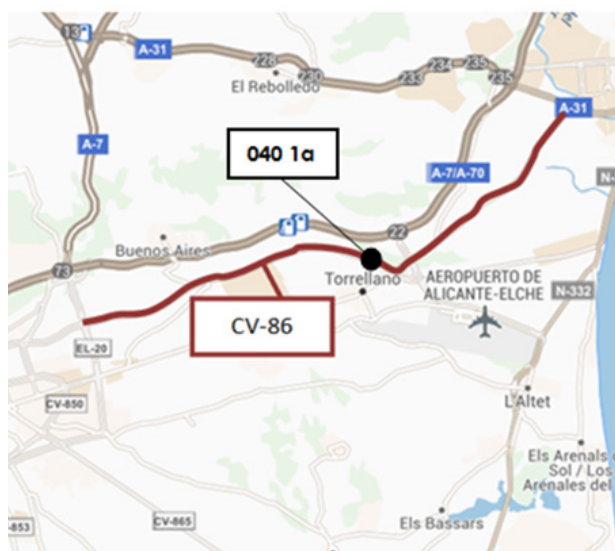 13
A-31
228
El Rebolledo
230
233
234
235
235
A-31
A-7
040 1a
A-7/A-70
N-
Buenos Aires
22
73
Torrellano
AEROPUERTO DE
ALICANTE-ELCHE
N-332
CV-86
EL-20
CV-850
L'Altet
Els Arenals d
Sol / Los
Arenales del
Els Bassars
CV-865
-853